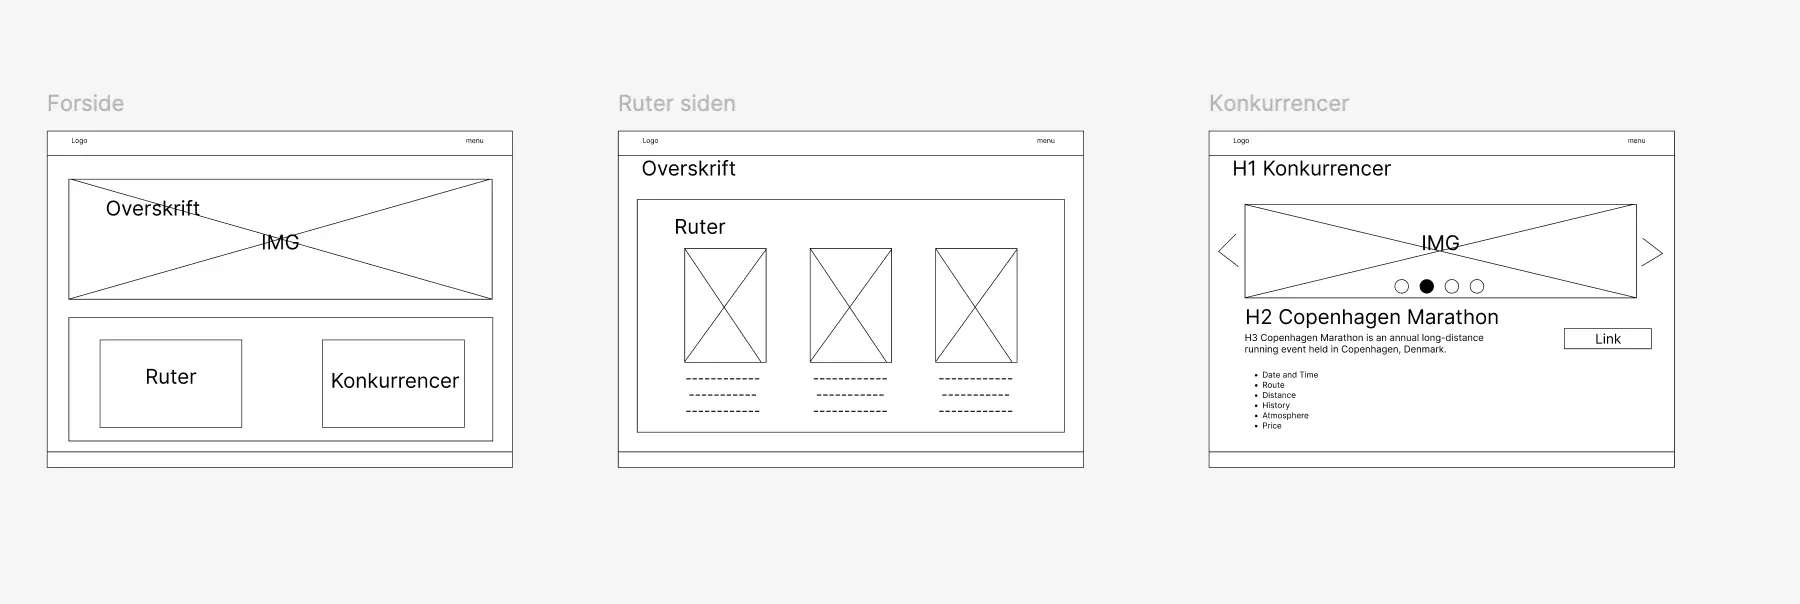 Forside
Logo
menu
Overskrift
IMG
Ruter
Konkurrencer
Ruter siden
Logo
menu
Overskrift
Ruter
Konkurrencer
Logo
menu
H1 Konkurrencer
IMG
H2 Copenhagen Marathon
H3 Copenhagen Marathon is an annual long-distance
running event held in Copenhagen, Denmark.
Link
Date and Time
Route
Distance
History
Atmosphere
Price